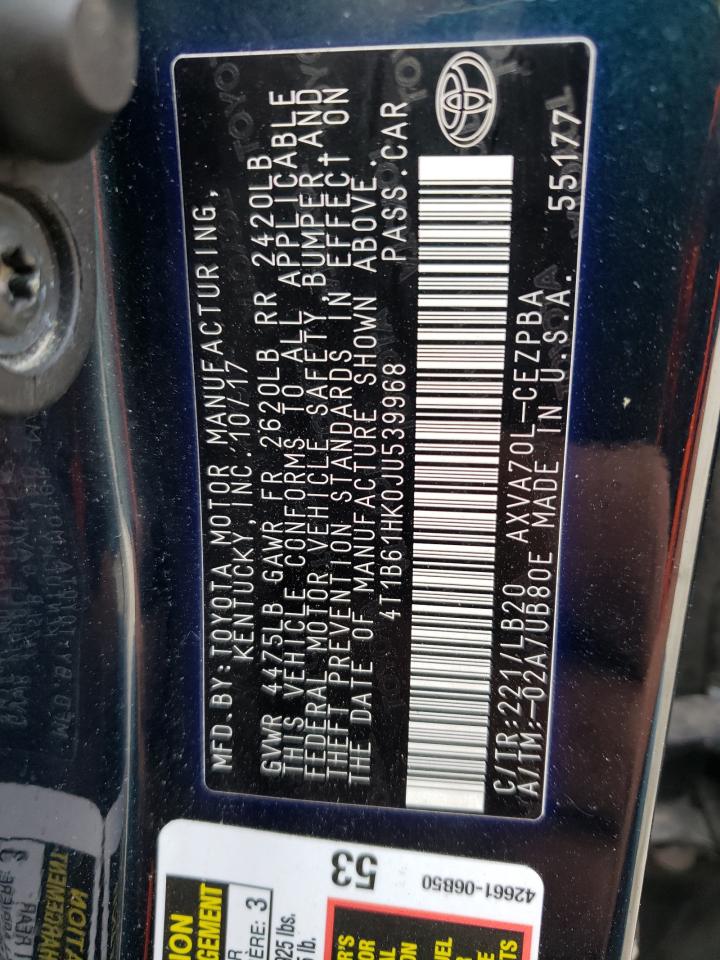 MFD.BY:TOYOTA MOTOR MANUFACTURING,
KENTUCKY,INC. 10/17
GVWR 4475LB GAWR FR 2620LB RR 2420LB
THIS VEHICLE CONFORMS TO ALL APPLICABLE
FEDERAL MOTOR VEHICLE SAFETY,BUMPER,AND
THEFT PREVENTION STANDARDS IN EFFECT ON
THE DATE OF MANUFACTURE SHOWN ABOVE.
4T1B61HK0JU539968 PASS.CAR
C/TR:221/LB20 AXVA70L-CEZPBA
A/TM:-02A/UB80E MADE IN U.S.A. 55177
53
42661-06B50
GEMENT
3
lb.